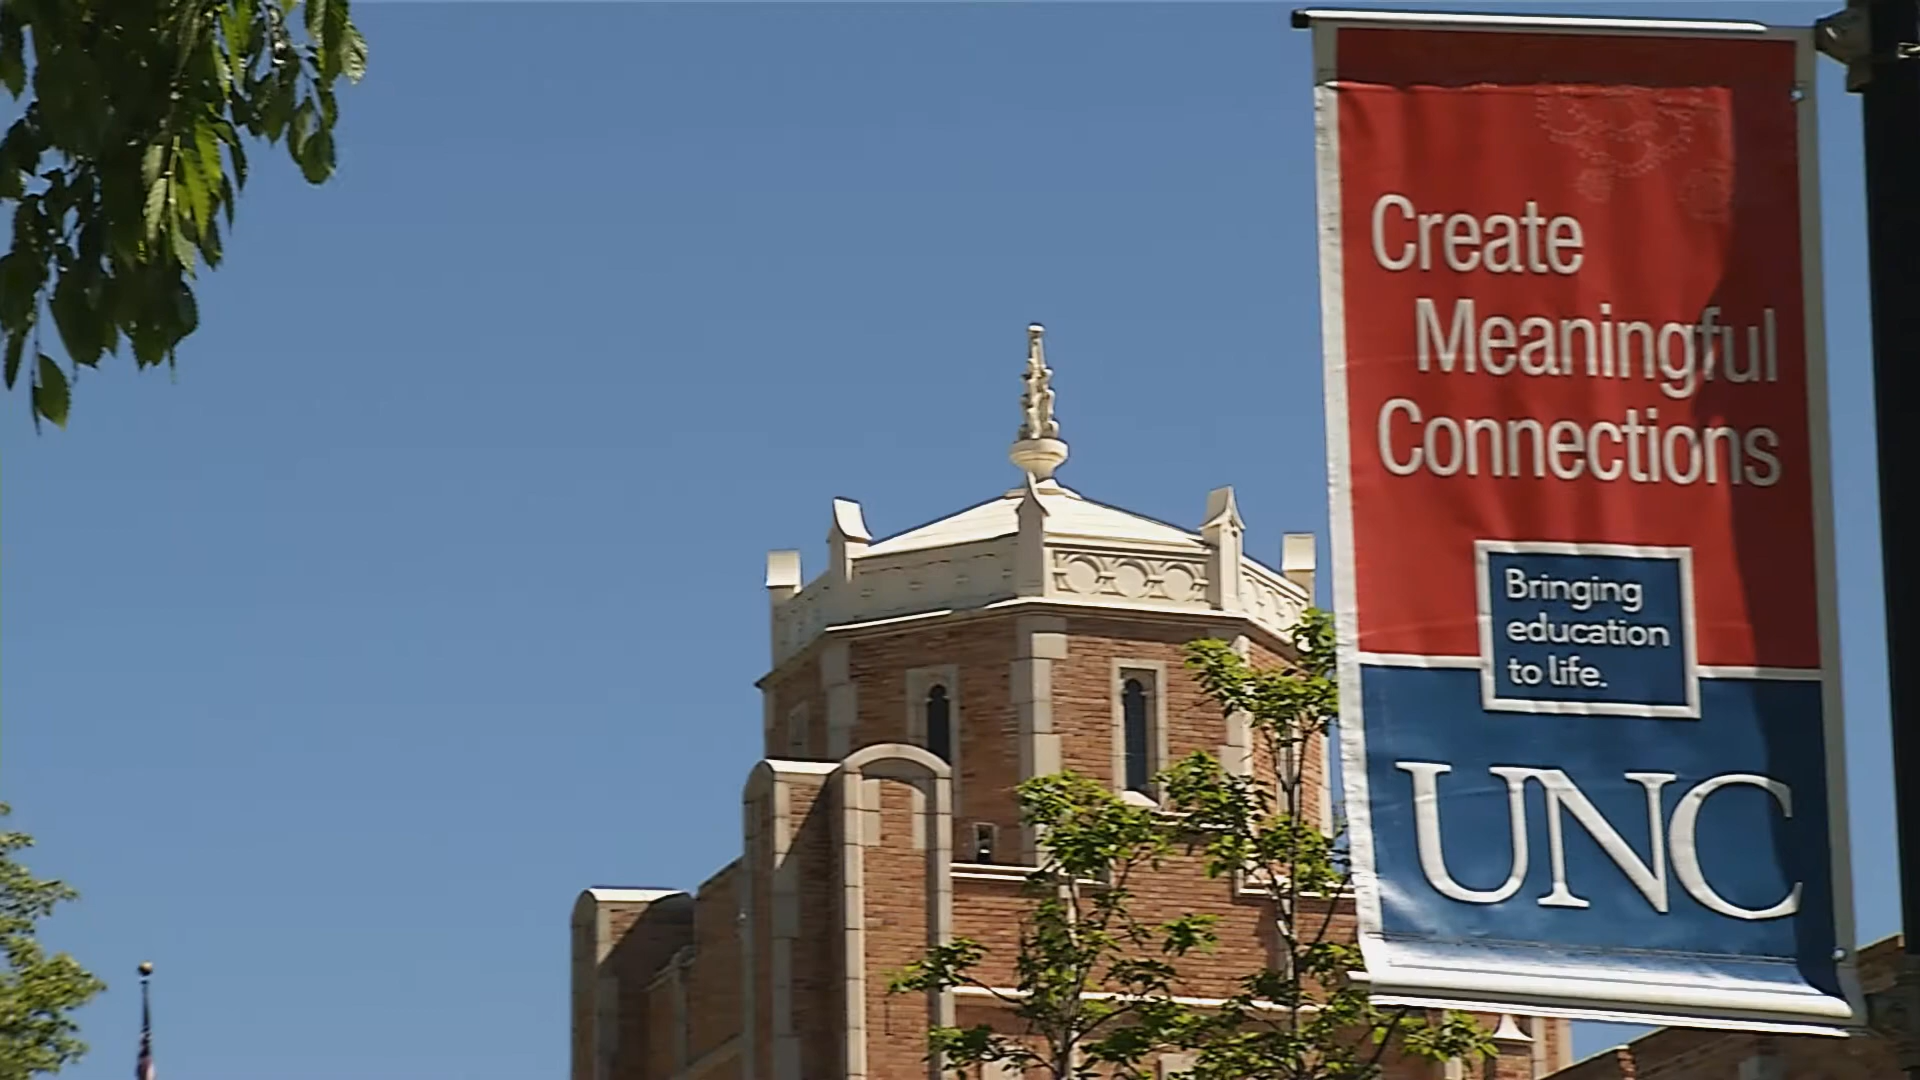 Create
Meaningful
Connections
Bringing
education
to life.
UNC